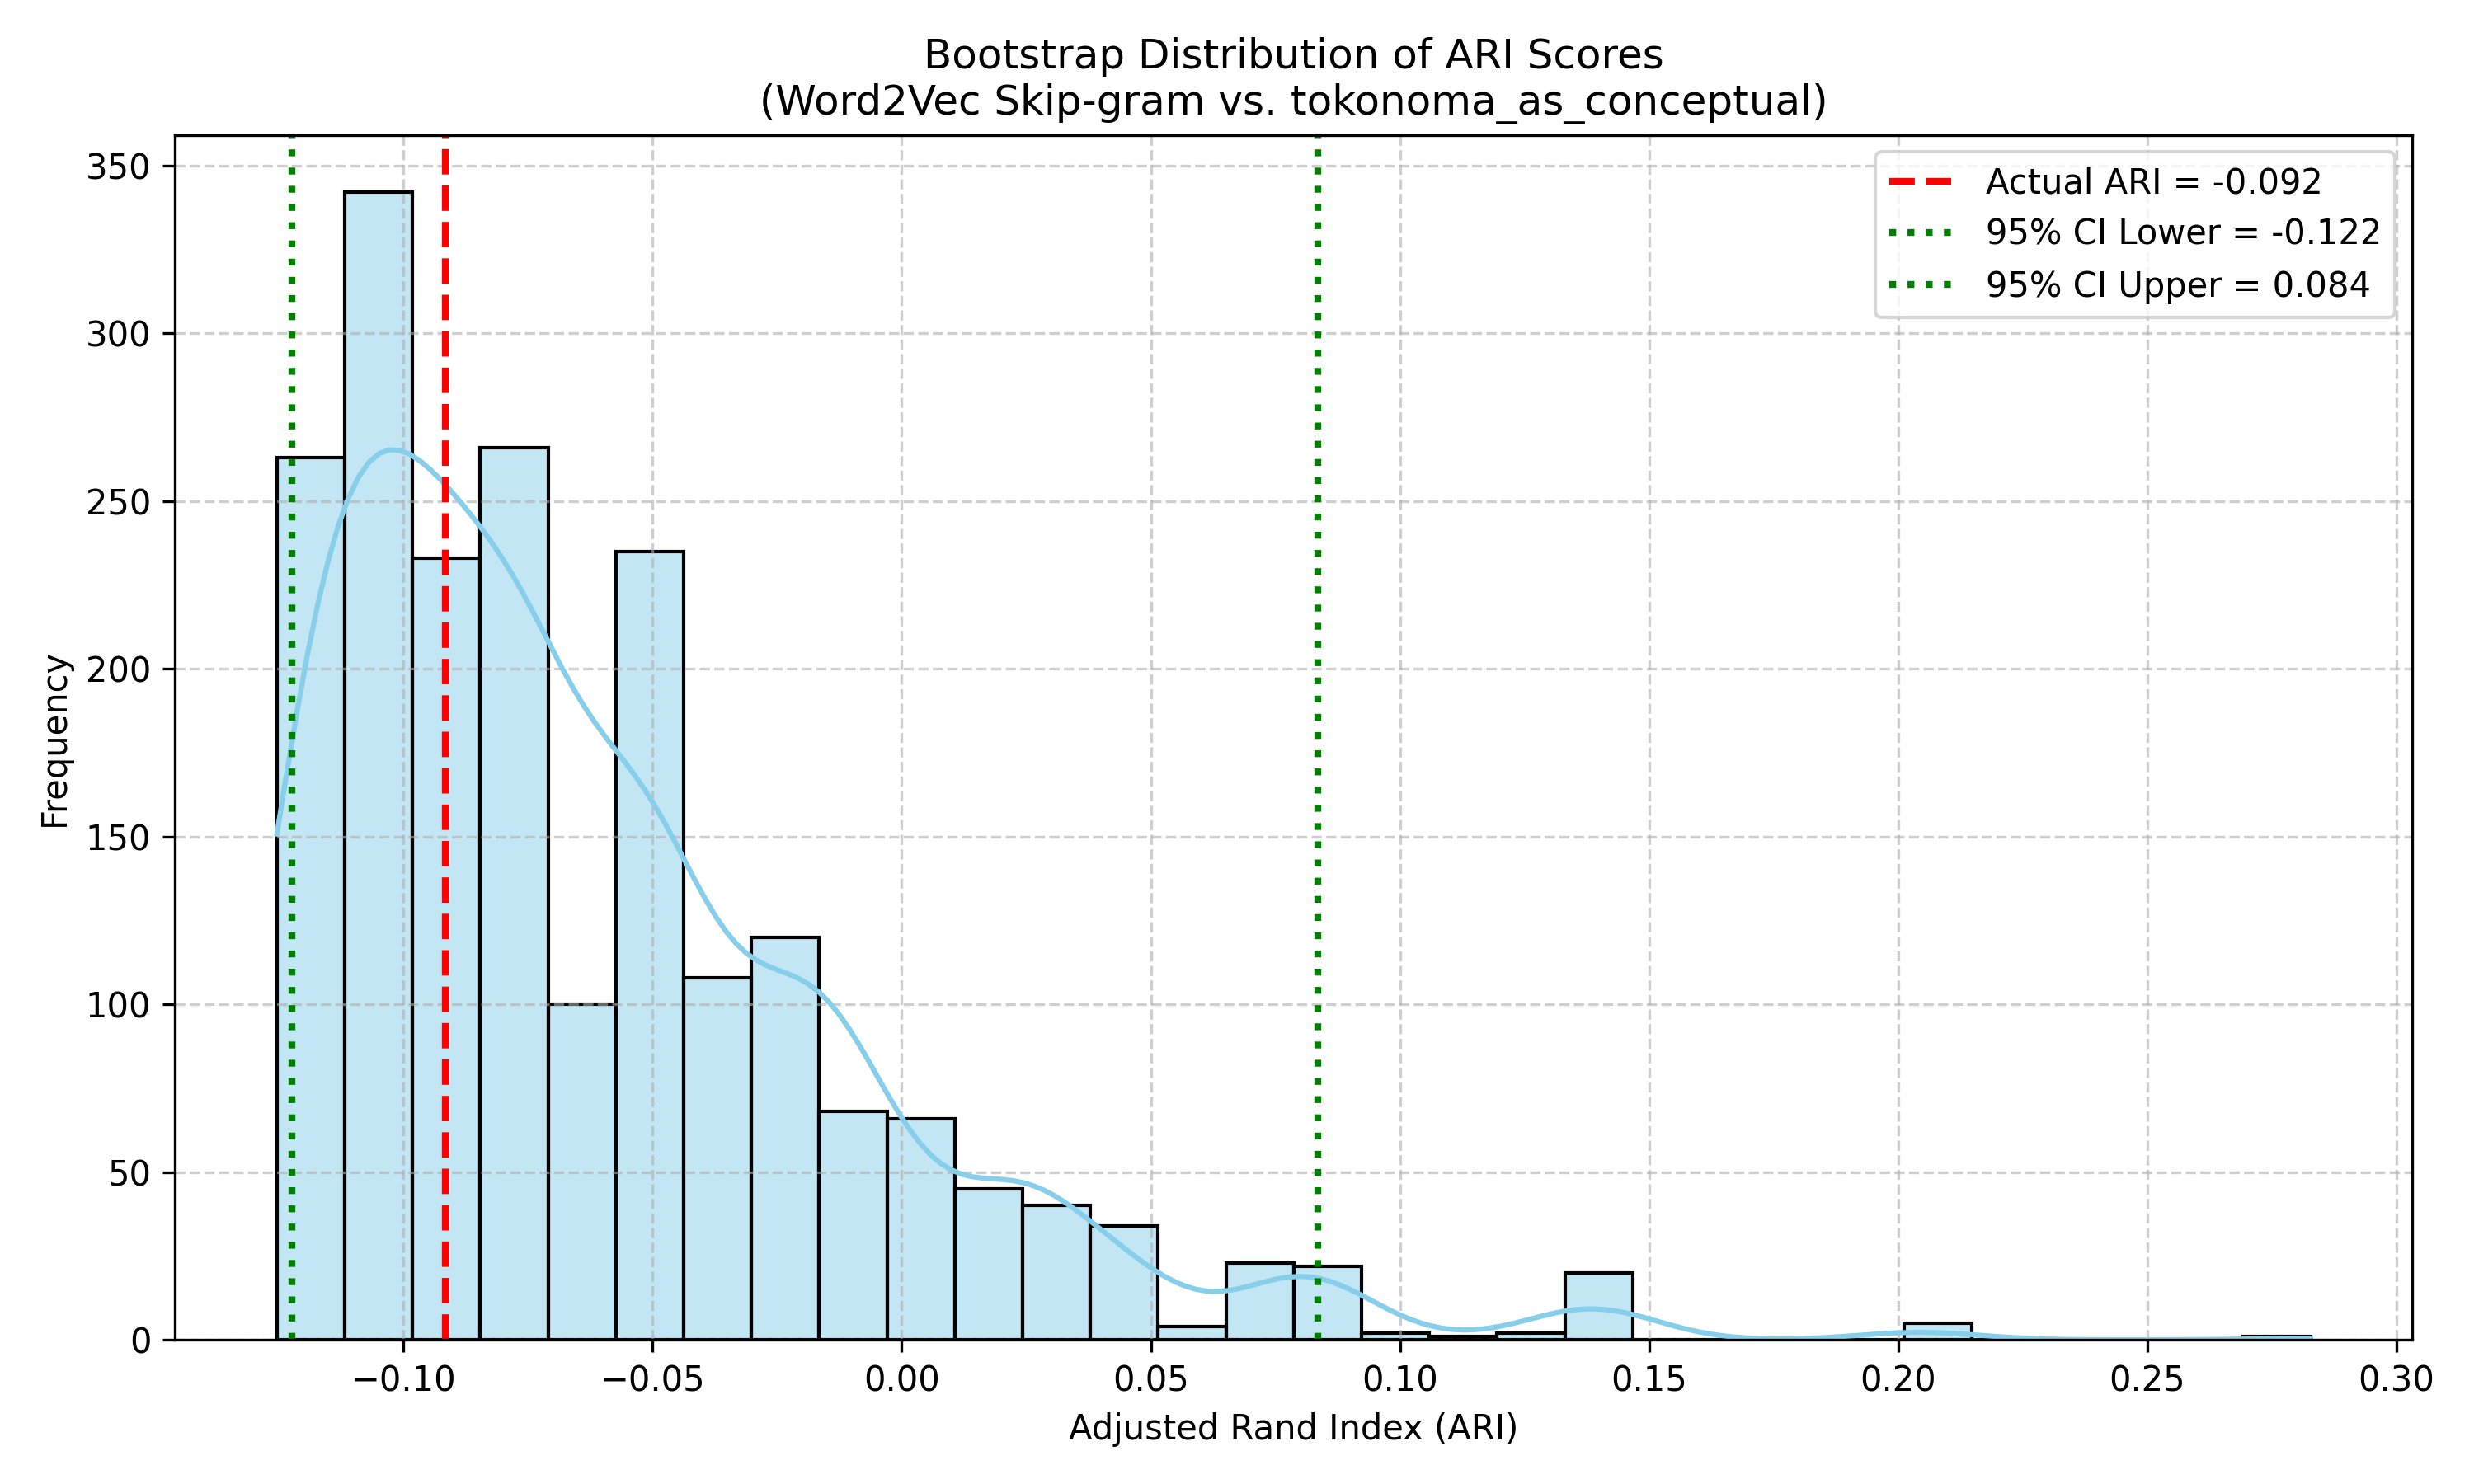 Bootstrap Distribution of ARI Scores
(Word2Vec Skip-gram vs. tokonoma_as_conceptual)
Actual ARI = -0.092
95% CI Lower = -0.122
95% CI Upper = 0.084
Frequency
350
300
250
200
150
100
50
0
−0.10 −0.05 0.00 0.05 0.10 0.15 0.20 0.25 0.30
Adjusted Rand Index (ARI)